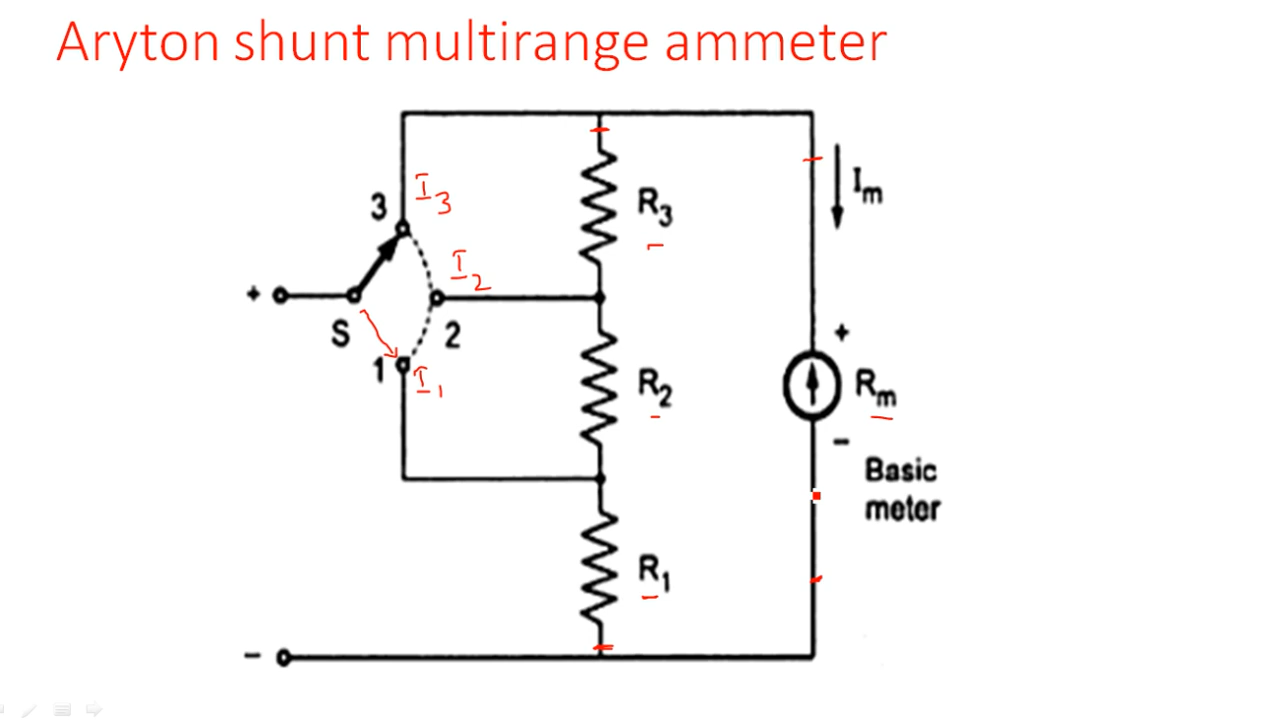 Aryton shunt multirange ammeter
3
I3
Im
R3
I2
+
S
2
+
1
I1
R2
Rm
-
Basic
meter
R1
-